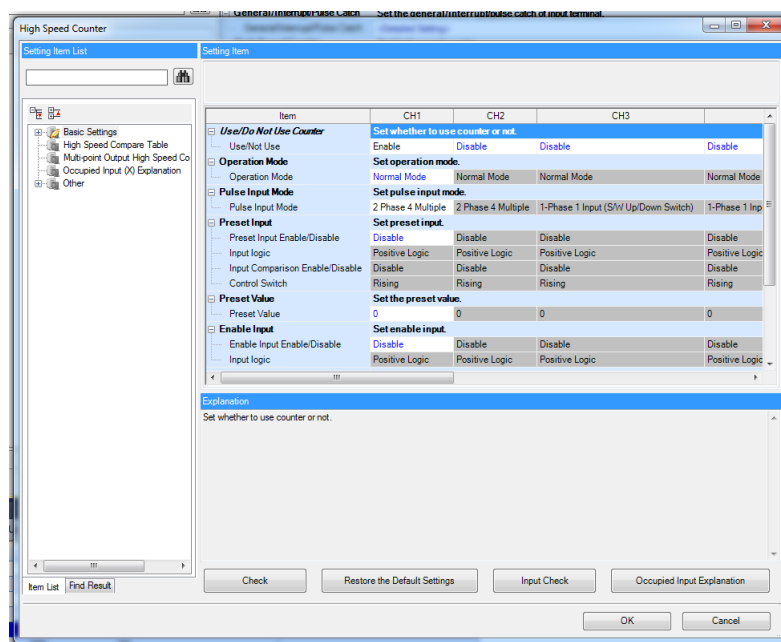 General/Interrupt/Pulse Catch Set the general/interrupt/pulse catch of input terminal.
High Speed Counter
Setting Item List
Setting Item
Basic Settings
High Speed Compare Table
Multi-point Output High Speed Co
Occupied Input (X) Explanation
Other
Item CH1 CH2 CH3
Use/Do Not Use Counter Set whether to use counter or not.
Use/Not Use Enable Disable Disable Disable
Operation Mode Set operation mode.
Operation Mode Normal Mode Normal Mode Normal Mode Normal Mode
Pulse Input Mode Set pulse input mode.
Pulse Input Mode 2 Phase 4 Multiple 2 Phase 4 Multiple 1-Phase 1 Input (S/W Up/Down Switch) 1-Phase 1 Inp
Preset Input Set preset input.
Preset Input Enable/Disable Disable Disable Disable Disable
Input logic Positive Logic Positive Logic Positive Logic Positive Logic
Input Comparison Enable/Disable Disable Disable Disable Disable
Control Switch Rising Rising Rising Rising
Preset Value Set the preset value.
Preset Value 0 0 0 0
Enable Input Set enable input.
Enable Input Enable/Disable Disable Disable Disable Disable
Input logic Positive Logic Positive Logic Positive Logic Positive Logic
Explanation
Set whether to use counter or not.
Item List Find Result
Check Restore the Default Settings Input Check Occupied Input Explanation
OK Cancel